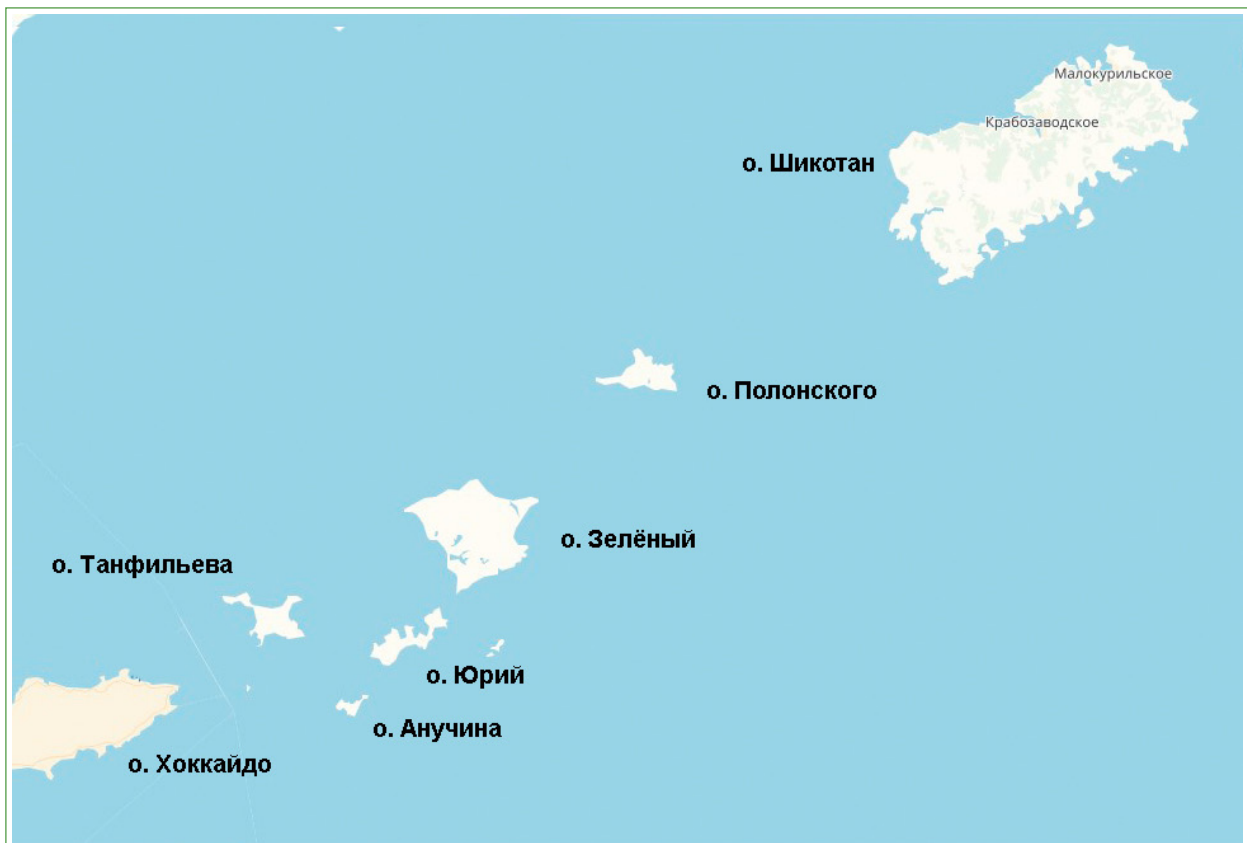 Малокурильское
Крабозаводское
о. Шикотан
о. Полонского
о. Зелёный
о. Танфильева
о. Юрий
о. Анучина
о. Хоккайдо